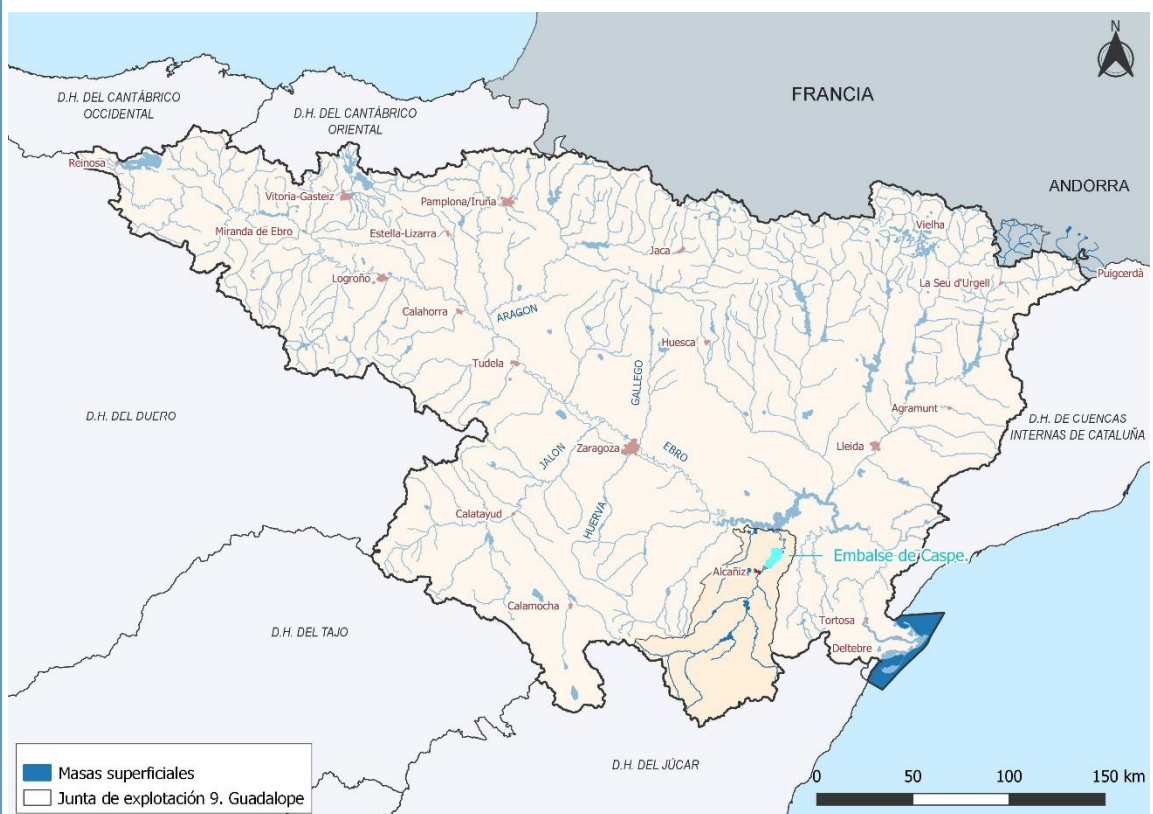 N
D.H. DEL CANTÁBRICO
OCCIDENTAL
D.H. DEL CANTÁBRICO
ORIENTAL
FRANCIA
ANDORRA
Reinosa
Vitoria-Gasteiz
Pamplona/Iruña
Vielha
Miranda de Ebro
Estella-Lizarra
Jaca
Puigcerdà
La Seu d'Urgell
Logroño
Calahorra
ARAGON
Huesca
Tudela
GALLEGO
Agramunt
D.H. DEL DUERO
D.H. DE CUENCAS
INTERNAS DE CATALUÑA
JALON
Zaragoza
EBRO
Lleida
Calatayud
HUERVA
Embalse de Caspe.
Alcañiz
Calamocha
Tortosa
D.H. DEL TAJO
Deltebre
D.H. DEL JÚCAR
Masas superficiales
Junta de explotación 9. Guadalope
0 50 100 150 km